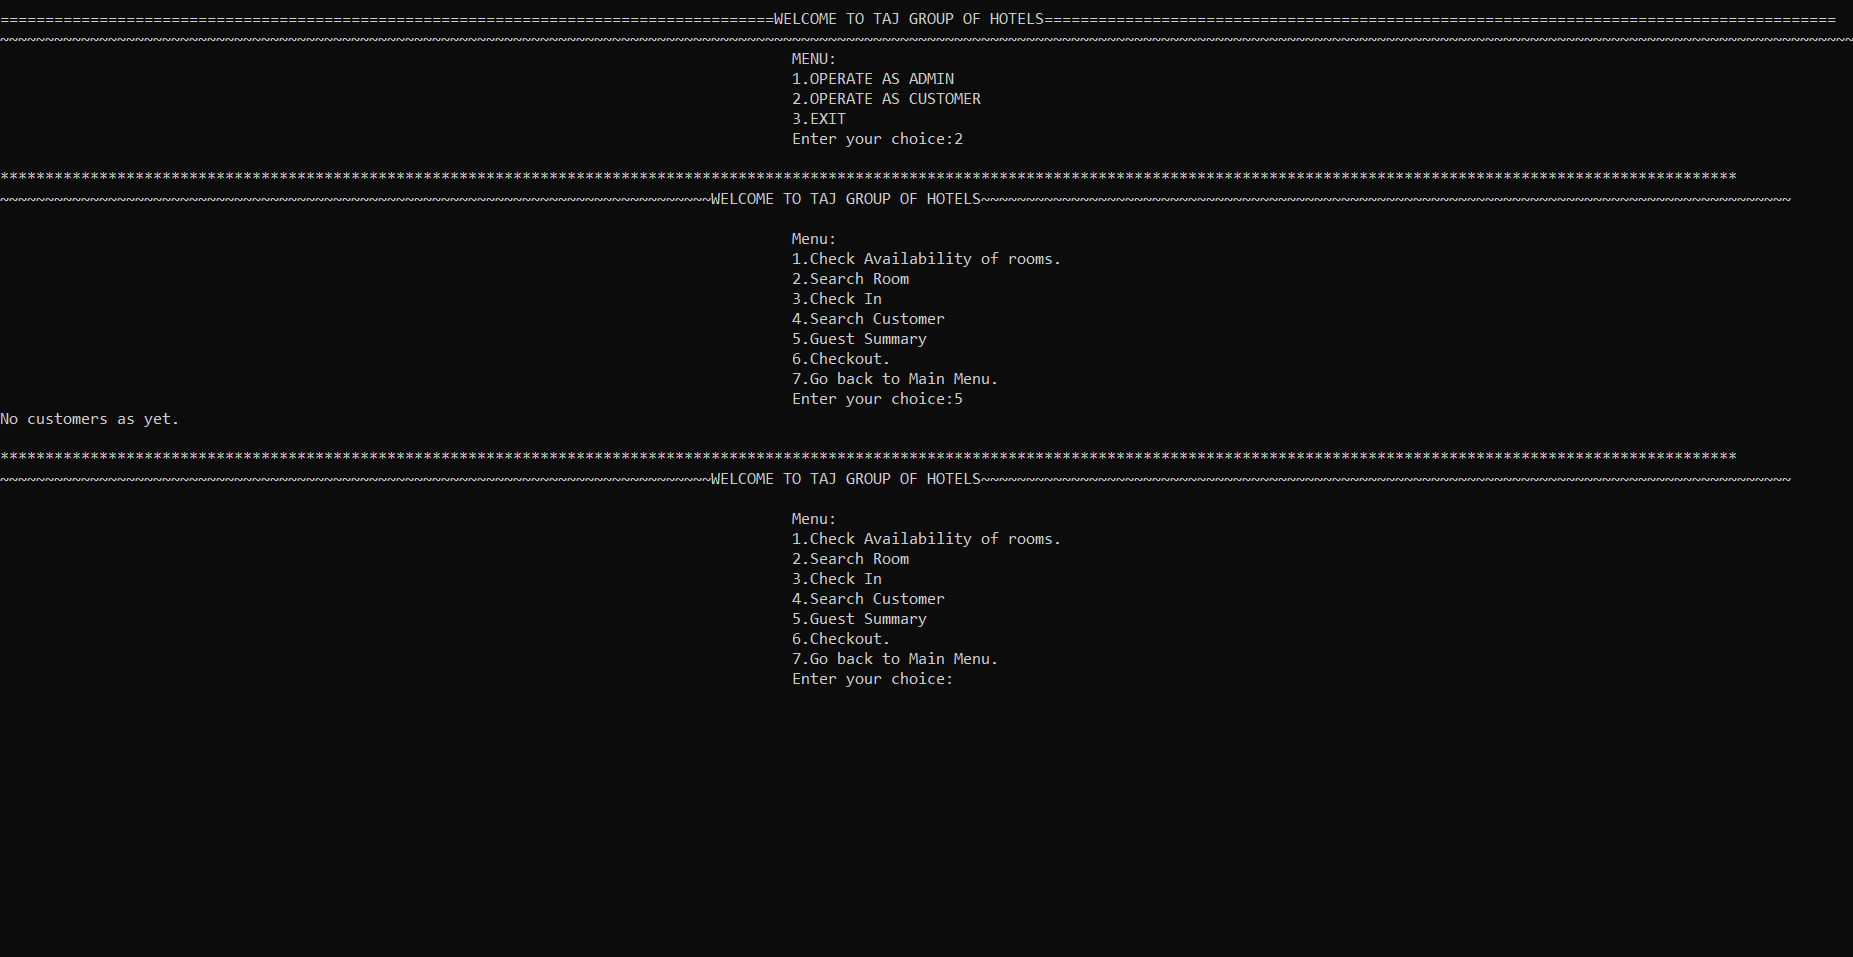 ======================================================================================WELCOME TO TAJ GROUP OF HOTELS========================================================================================
~~~~~~~~~~~~~~~~~~~~~~~~~~~~~~~~~~~~~~~~~~~~~~~~~~~~~~~~~~~~~~~~~~~~~~~~~~~~~~~~~~~~~~~~~~~~~~~~~~~~~~~~~~~~~~~~~~~~~~~~~~~~~~~~~~~~~~~~~~~~~~~~~~~~~~~~~~~~~~~~~~~~~~~~~~~~~~~~~~~~~~~~~~~~~~~~~~~~~~
MENU:
1.OPERATE AS ADMIN
2.OPERATE AS CUSTOMER
3.EXIT
Enter your choice:2
*************************************************************************************************************************************************************************************************
~~~~~~~~~~~~~~~~~~~~~~~~~~~~~~~~~~~~~~~~~~~~~~~~~~~~~~~~~~~~~~~~~~~~~~~~~~~~~~~WELCOME TO TAJ GROUP OF HOTELS~~~~~~~~~~~~~~~~~~~~~~~~~~~~~~~~~~~~~~~~~~~~~~~~~~~~~~~~~~~~~~~~~~~~~~~~~~~~~~~~~~~~~~~~~~
Menu:
1.Check Availability of rooms.
2.Search Room
3.Check In
4.Search Customer
5.Guest Summary
6.Checkout.
7.Go back to Main Menu.
Enter your choice:5
No customers as yet.
*************************************************************************************************************************************************************************************************
~~~~~~~~~~~~~~~~~~~~~~~~~~~~~~~~~~~~~~~~~~~~~~~~~~~~~~~~~~~~~~~~~~~~~~~~~~~~~~~WELCOME TO TAJ GROUP OF HOTELS~~~~~~~~~~~~~~~~~~~~~~~~~~~~~~~~~~~~~~~~~~~~~~~~~~~~~~~~~~~~~~~~~~~~~~~~~~~~~~~~~~~~~~~~~~
Menu:
1.Check Availability of rooms.
2.Search Room
3.Check In
4.Search Customer
5.Guest Summary
6.Checkout.
7.Go back to Main Menu.
Enter your choice: